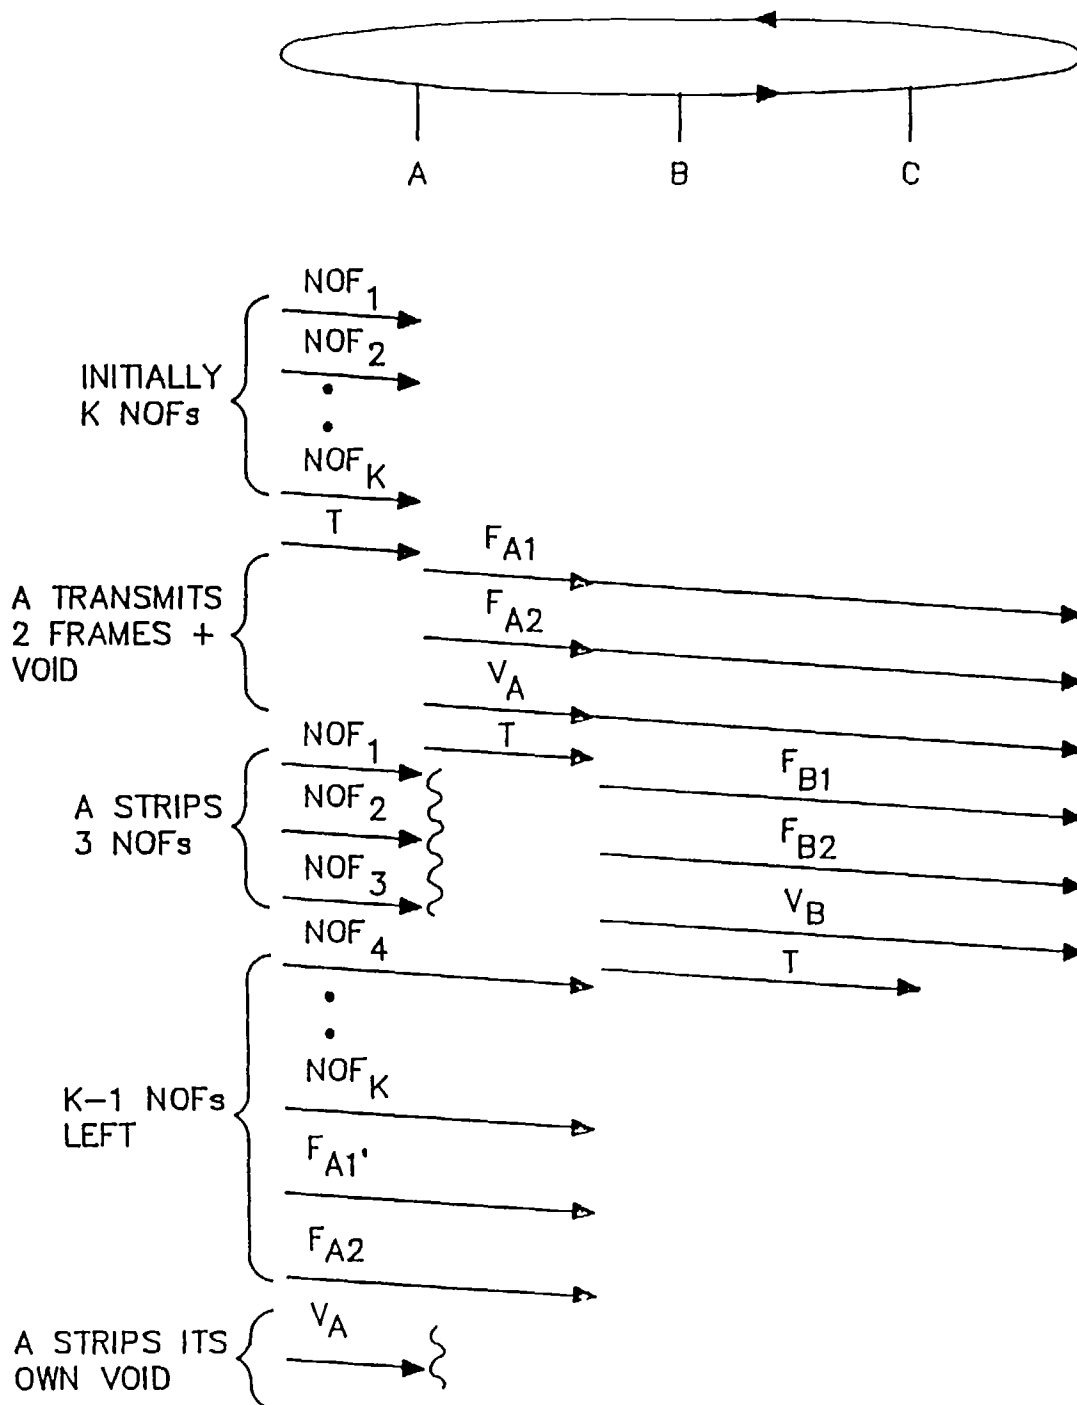 A B C
NOF1
NOF2
INITIALLY
K NOFs
NOFK
T
FA1
A TRANSMITS
2 FRAMES +
VOID
FA2
VA
NOF1
T
FB1
A STRIPS
3 NOFs
NOF2
NOF3
FB2
NOF4
VB
T
K-1 NOFs
LEFT
NOFK
FA1'
FA2
VA
A STRIPS ITS
OWN VOID